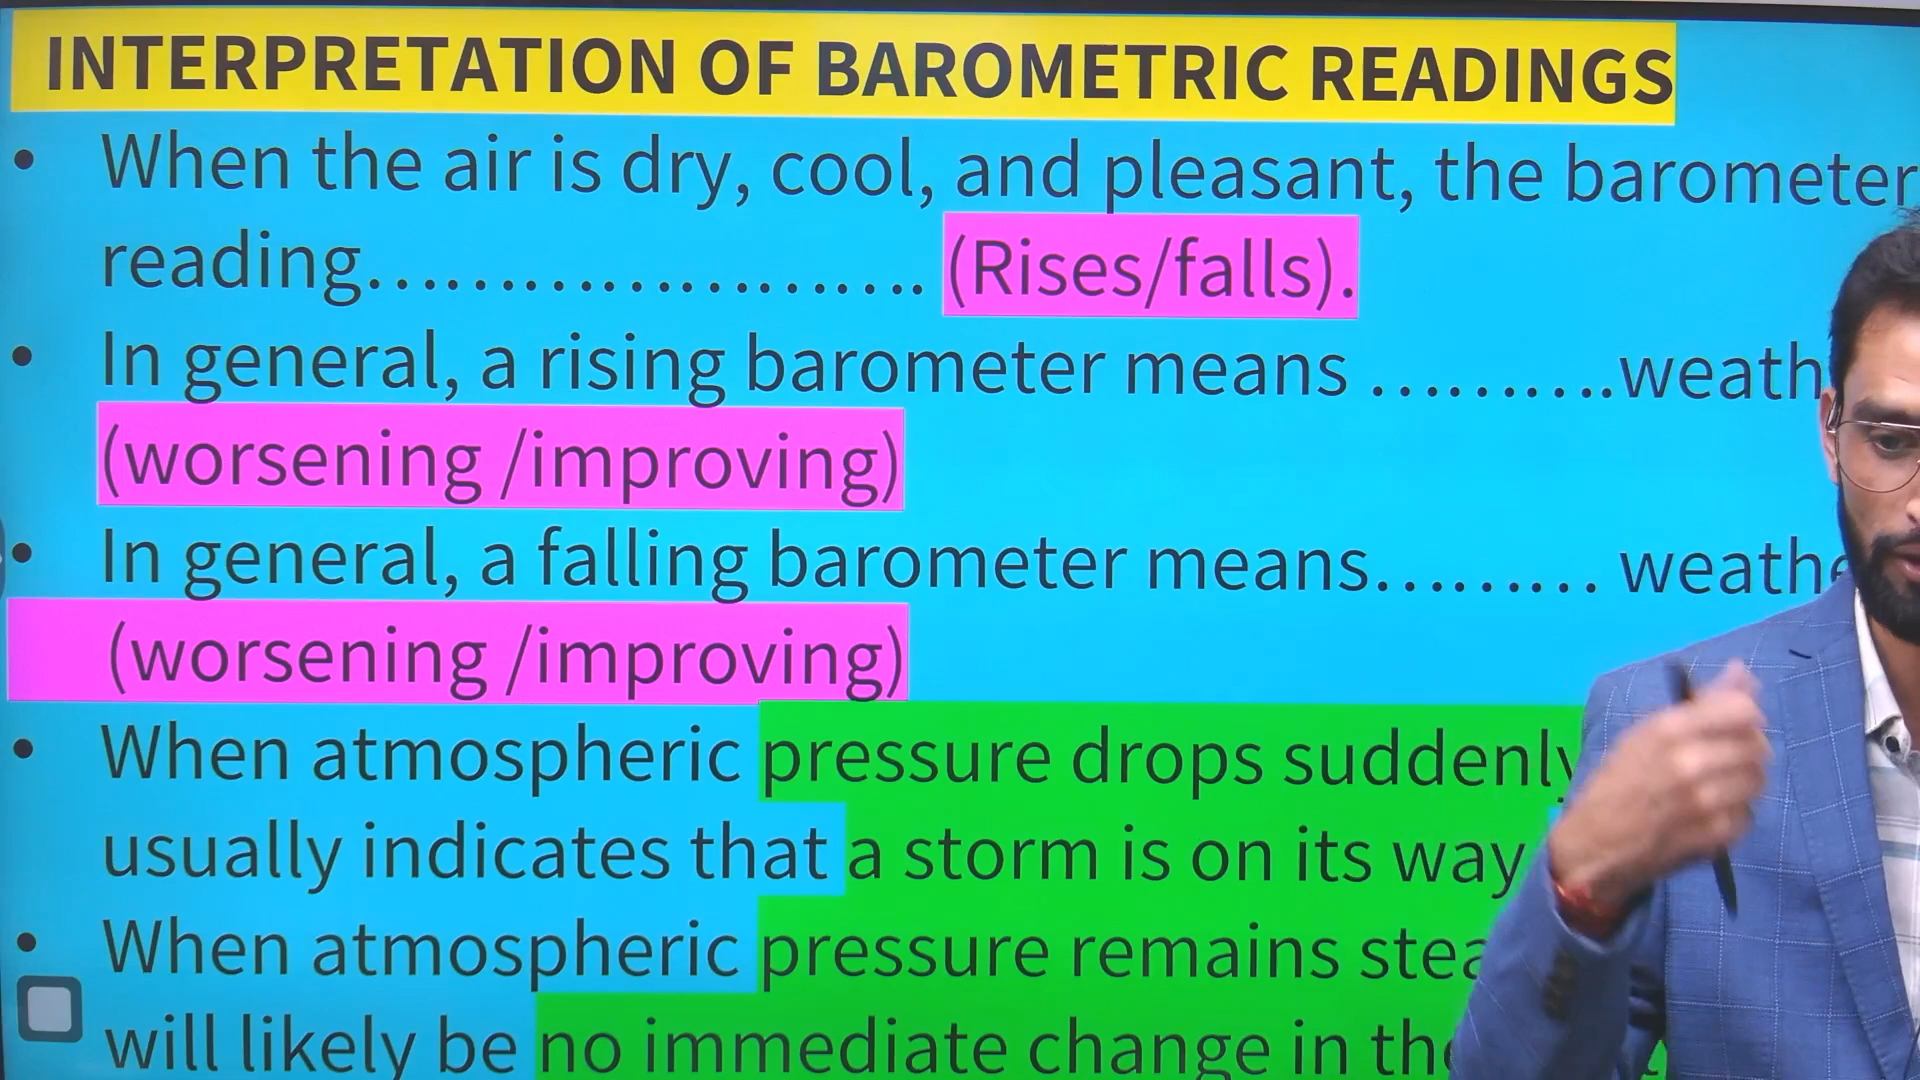 INTERPRETATION OF BAROMETRIC READINGS
• When the air is dry, cool, and pleasant, the barometer
reading...................... (Rises/falls).
• In general, a rising barometer means ..........weath
(worsening /improving)
• In general, a falling barometer means......... weathe
(worsening /improving)
• When atmospheric pressure drops suddenly
usually indicates that a storm is on its way
• When atmospheric pressure remains stea
will likely be no immediate change in the